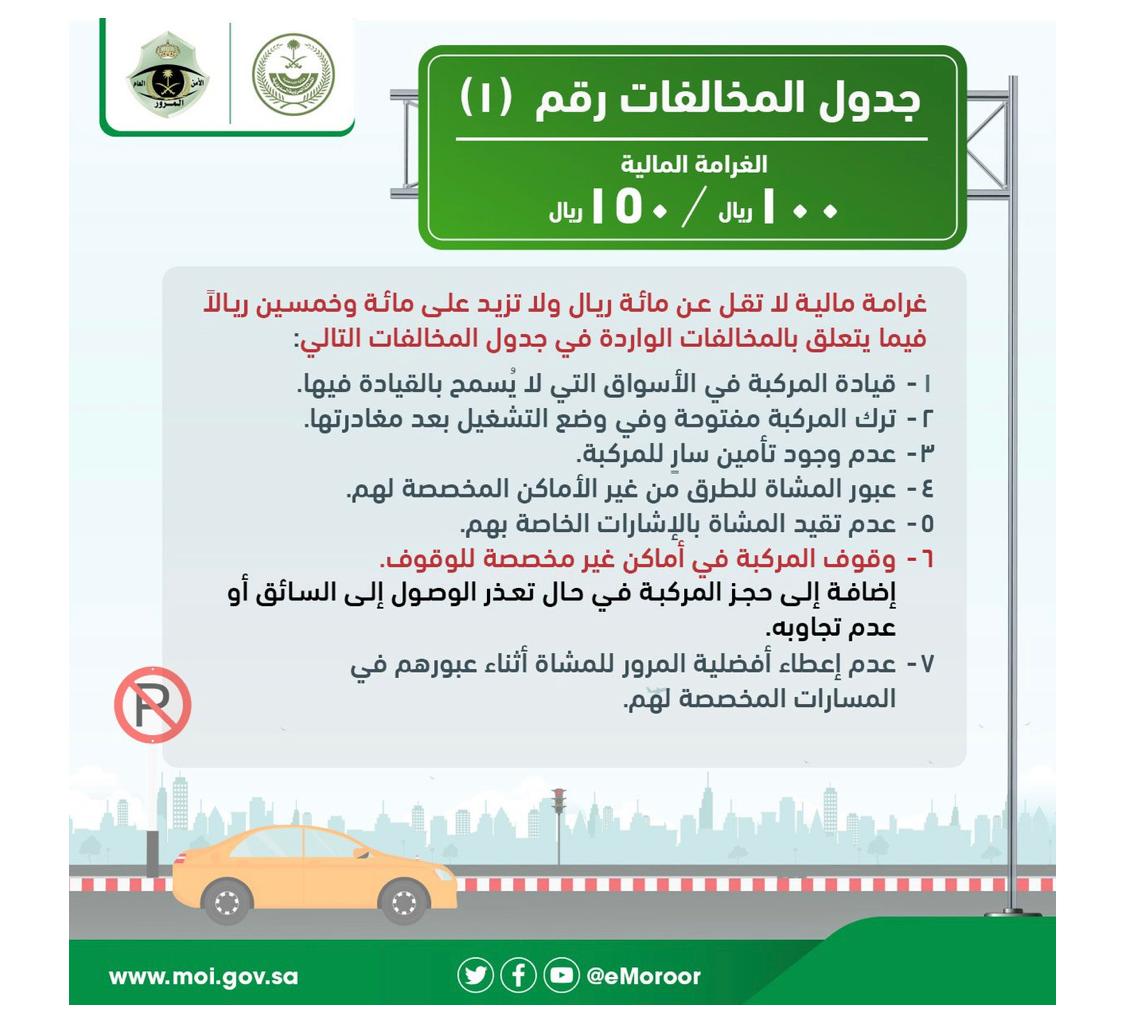 الأمن
العام
المرور
جدول المخالفات رقم (١)
الغرامة المالية
١٠٠ ريال / ١٥٠ ريال
غرامة مالية لا تقل عن مائة ريال ولا تزيد على مائة وخمسين ريالاً
فيما يتعلق بالمخالفات الواردة في جدول المخالفات التالي:
١- قيادة المركبة في الأسواق التي لا يُسمح بالقيادة فيها.
٢- ترك المركبة مفتوحة وفي وضع التشغيل بعد مغادرتها.
٣- عدم وجود تأمين سارٍ للمركبة.
٤- عبور المشاة للطرق من غير الأماكن المخصصة لهم.
٥- عدم تقيد المشاة بالإشارات الخاصة بهم.
٦- وقوف المركبة في أماكن غير مخصصة للوقوف.
إضافة إلى حجز المركبة في حال تعذر الوصول إلى السائق أو
عدم تجاوبه.
٧- عدم إعطاء أفضلية المرور للمشاة أثناء عبورهم في
المسارات المخصصة لهم.
P
www.moi.gov.sa
@eMoroor